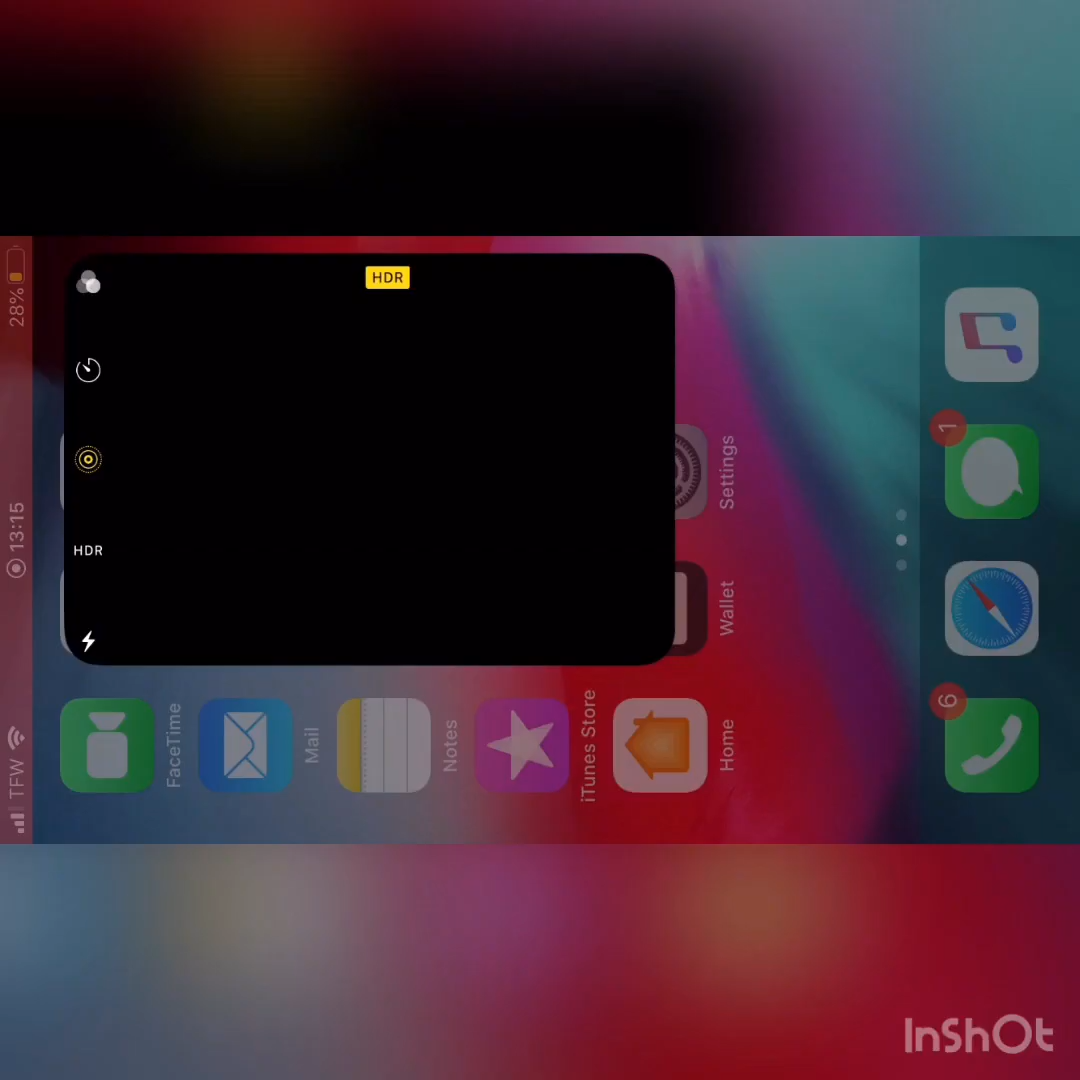 TFW
13:15
28%
HDR
HDR
FaceTime
Mail
Notes
iTunes Store
Home
Wallet
Settings
6
1
InShOt